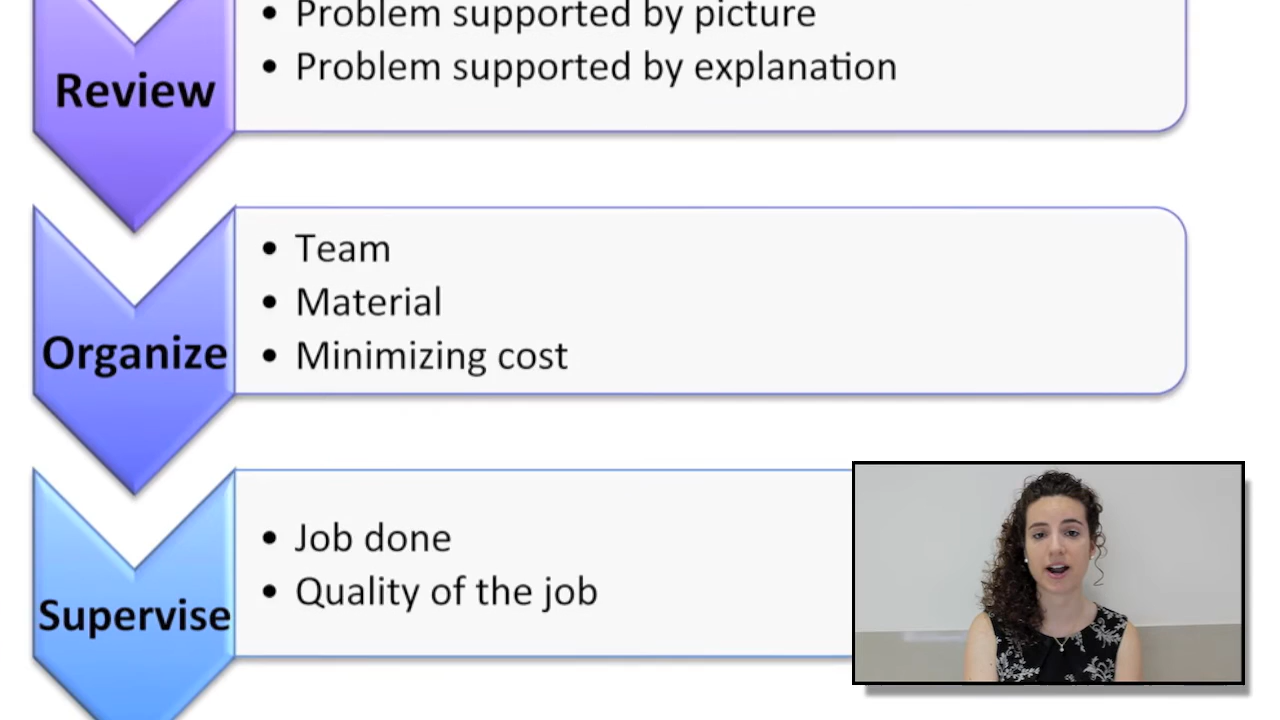 Problem supported by picture
Problem supported by explanation
Review
Team
Material
Minimizing cost
Organize
Job done
Quality of the job
Supervise